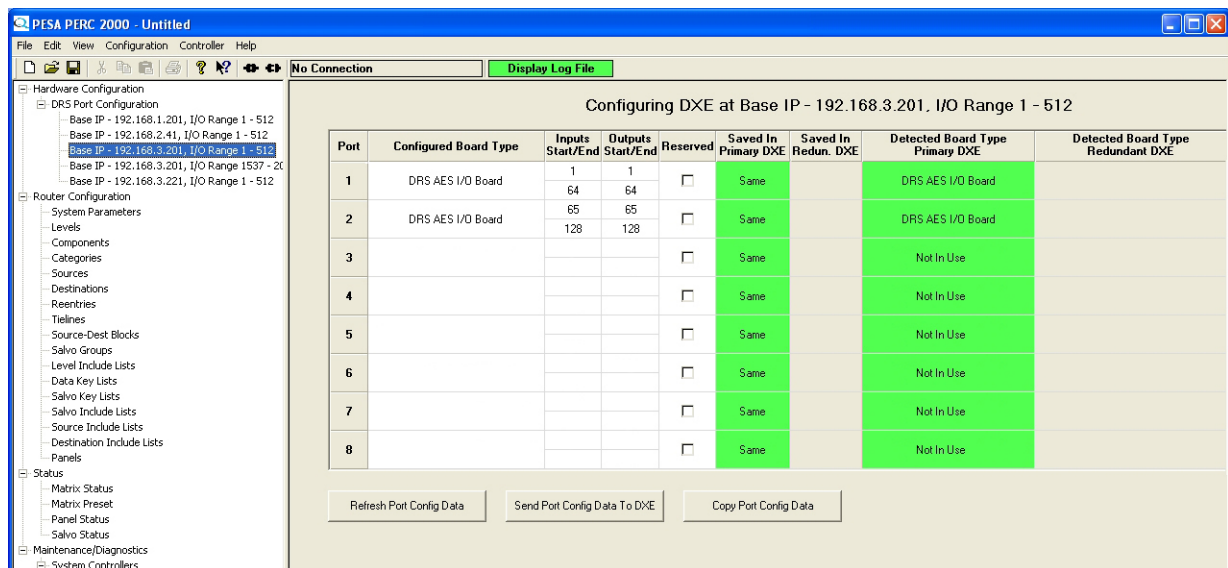 PESA PERC 2000 - Untitled
File Edit View Configuration Controller Help
No Connection
Display Log File
Hardware Configuration
DRS Port Configuration
Base IP - 192.168.1.201, I/O Range 1 - 512
Base IP - 192.168.2.41, I/O Range 1 - 512
Base IP - 192.168.3.201, I/O Range 1 - 512
Base IP - 192.168.3.201, I/O Range 1537 - 20
Base IP - 192.168.3.221, I/O Range 1 - 512
Router Configuration
System Parameters
Levels
Components
Categories
Sources
Destinations
Reentries
Tielines
Source-Dest Blocks
Salvo Groups
Level Include Lists
Data Key Lists
Salvo Key Lists
Salvo Include Lists
Source Include Lists
Destination Include Lists
Panels
Status
Matrix Status
Matrix Preset
Panel Status
Salvo Status
Maintenance/Diagnostics
System Controllers
Configuring DXE at Base IP - 192.168.3.201, I/O Range 1 - 512
Port Configured Board Type Inputs Start/End Outputs Start/End Reserved Saved In Primary DXE Saved In Redun. DXE Detected Board Type Primary DXE Detected Board Type Redundant DXE
1 DRS AES I/O Board 1 64 1 64 Same DRS AES I/O Board
2 DRS AES I/O Board 65 128 65 128 Same DRS AES I/O Board
3 Same Not In Use
4 Same Not In Use
5 Same Not In Use
6 Same Not In Use
7 Same Not In Use
8 Same Not In Use
Refresh Port Config Data
Send Port Config Data To DXE
Copy Port Config Data